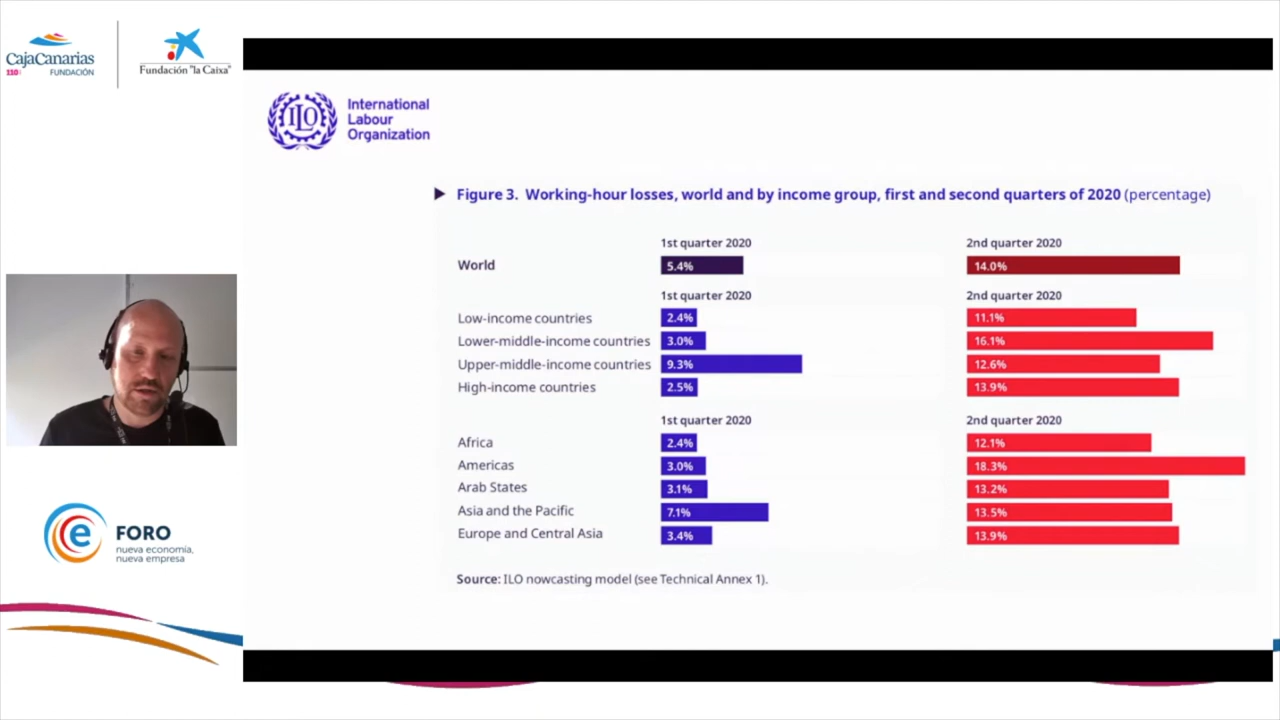 CajaCanarias
110
FUNDACIÓN
Fundación "la Caixa"
ILO
International
Labour
Organization
Figure 3. Working-hour losses, world and by income group, first and second quarters of 2020 (percentage)
1st quarter 2020 2nd quarter 2020
World 5.4% 14.0%
1st quarter 2020 2nd quarter 2020
Low-income countries 2.4% 11.1%
Lower-middle-income countries 3.0% 16.1%
Upper-middle-income countries 9.3% 12.6%
High-income countries 2.5% 13.9%
1st quarter 2020 2nd quarter 2020
Africa 2.4% 12.1%
Americas 3.0% 18.3%
Arab States 3.1% 13.2%
Asia and the Pacific 7.1% 13.5%
Europe and Central Asia 3.4% 13.9%
Source: ILO nowcasting model (see Technical Annex 1).
e
FORO
nueva economía,
nueva empresa